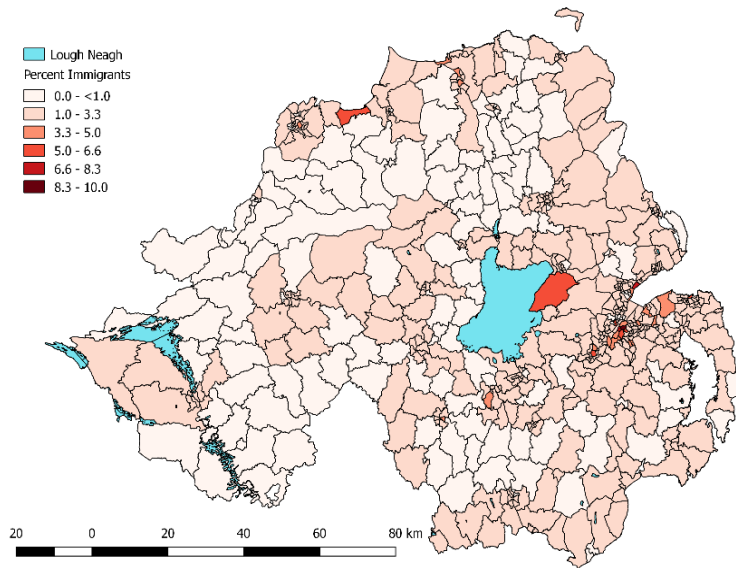 Lough Neagh
Percent Immigrants
0.0 - <1.0
1.0 - 3.3
3.3 - 5.0
5.0 - 6.6
6.6 - 8.3
8.3 - 10.0
20 0 20 40 60 80 km